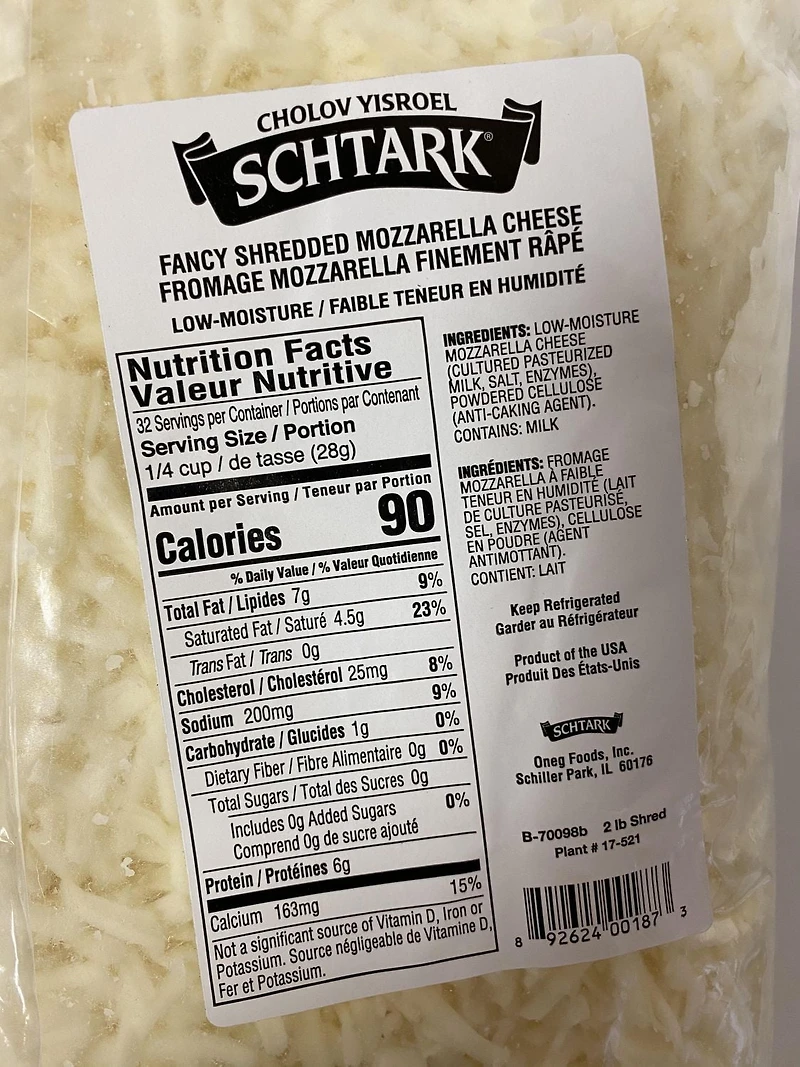 CHOLOV YISROEL
SCHTARK®
FANCY SHREDDED MOZZARELLA CHEESE
FROMAGE MOZZARELLA FINEMENT RÂPÉ
LOW-MOISTURE / FAIBLE TENEUR EN HUMIDITÉ
Nutrition Facts
Valeur Nutritive
32 Servings per Container / Portions par Contenant
Serving Size / Portion
1/4 cup / de tasse (28g)
Amount per Serving / Teneur par Portion
Calories 90
% Daily Value / % Valeur Quotidienne
Total Fat / Lipides 7g 9%
Saturated Fat / Saturé 4.5g 23%
Trans Fat / Trans 0g
Cholesterol / Cholestérol 25mg 8%
Sodium 200mg 9%
Carbohydrate / Glucides 1g 0%
Dietary Fiber / Fibre Alimentaire 0g 0%
Total Sugars / Total des Sucres 0g
Includes 0g Added Sugars 0%
Comprend 0g de sucre ajouté
Protein / Protéines 6g
Calcium 163mg 15%
Not a significant source of Vitamin D, Iron or
Potassium. Source négligeable de Vitamine D,
Fer et Potassium.
INGREDIENTS: LOW-MOISTURE
MOZZARELLA CHEESE
(CULTURED PASTEURIZED
MILK, SALT, ENZYMES),
POWDERED CELLULOSE
(ANTI-CAKING AGENT).
CONTAINS: MILK
INGRÉDIENTS: FROMAGE
MOZZARELLA À FAIBLE
TENEUR EN HUMIDITÉ (LAIT
DE CULTURE PASTEURISÉ,
SEL, ENZYMES), CELLULOSE
EN POUDRE (AGENT
ANTIMOTTANT).
CONTIENT: LAIT
Keep Refrigerated
Garder au Réfrigérateur
Product of the USA
Produit Des États-Unis
SCHTARK
Oneg Foods, Inc.
Schiller Park, IL 60176
B-70098b 2 lb Shred
Plant # 17-521
8 92624 00187 3